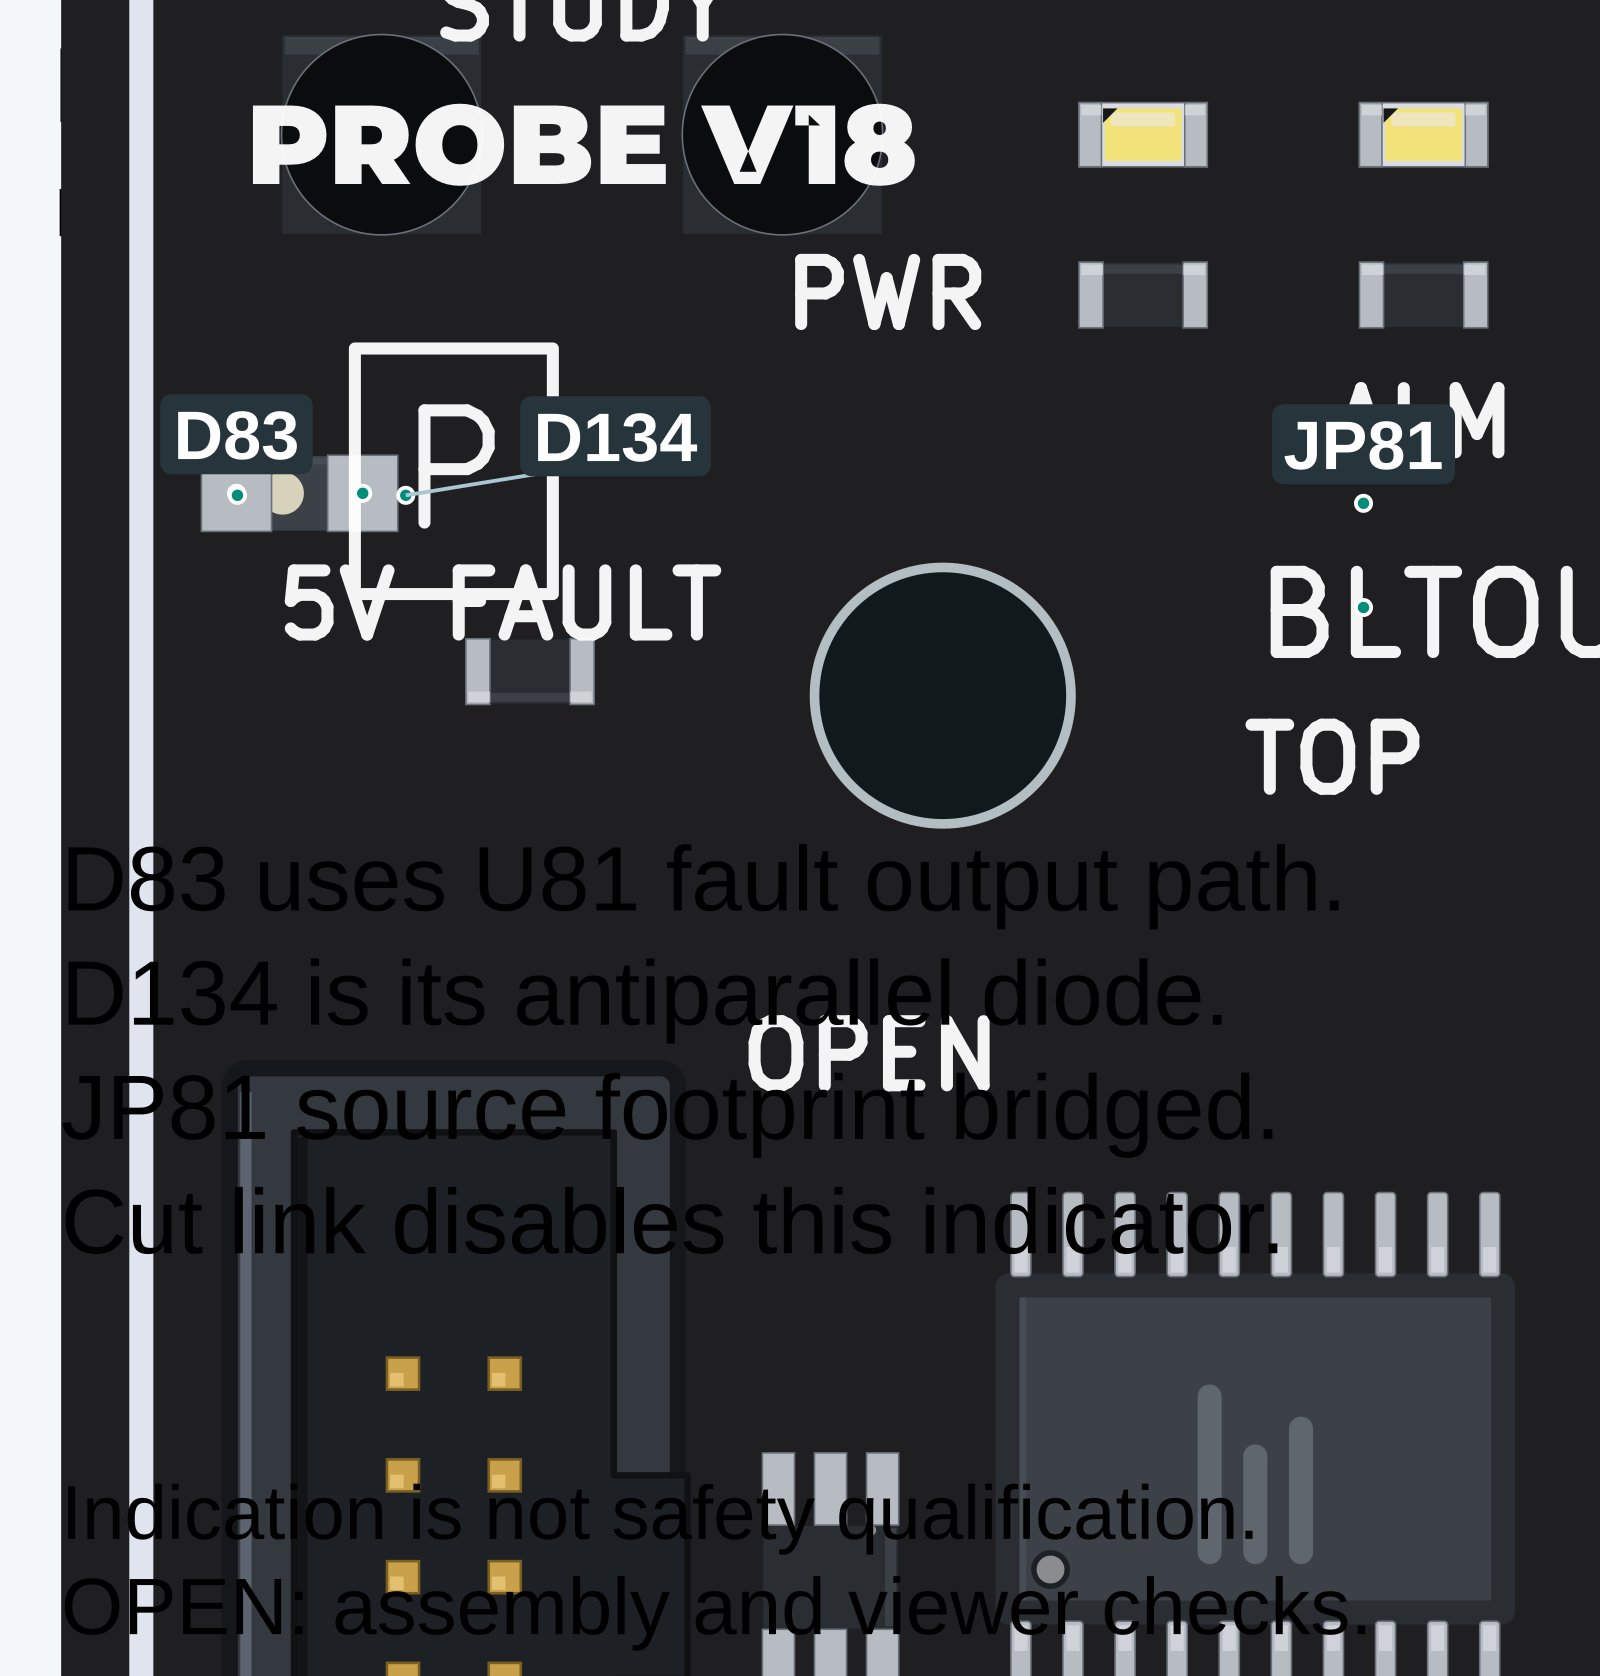 STUDY
PROBE V18
PWR
ALM
D83
P
D134
JP81
5V FAULT
BLTOU
TOP
D83 uses U81 fault output path.
D134 is its antiparallel diode.
OPEN
JP81 source footprint bridged.
Cut link disables this indicator.
Indication is not safety qualification.
OPEN: assembly and viewer checks.